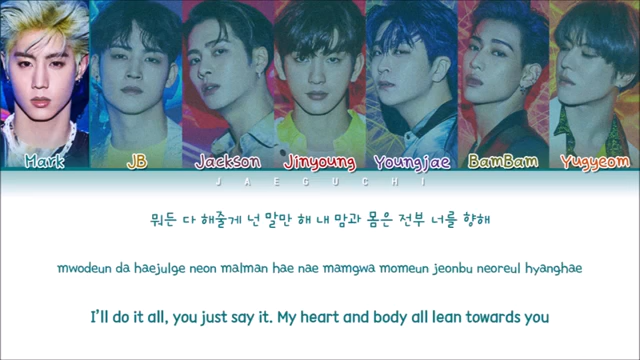 Mark JB Jackson Jinyoung Youngjae BamBam Yugyeom
JAEGUCHI
뭐든 다 해줄게 넌 말만 해 내 맘과 몸은 전부 너를 향해
mwodeun da haejulge neon malman hae nae mamgwa momeun jeonbu neoreul hyanghae
I'll do it all, you just say it. My heart and body all lean towards you